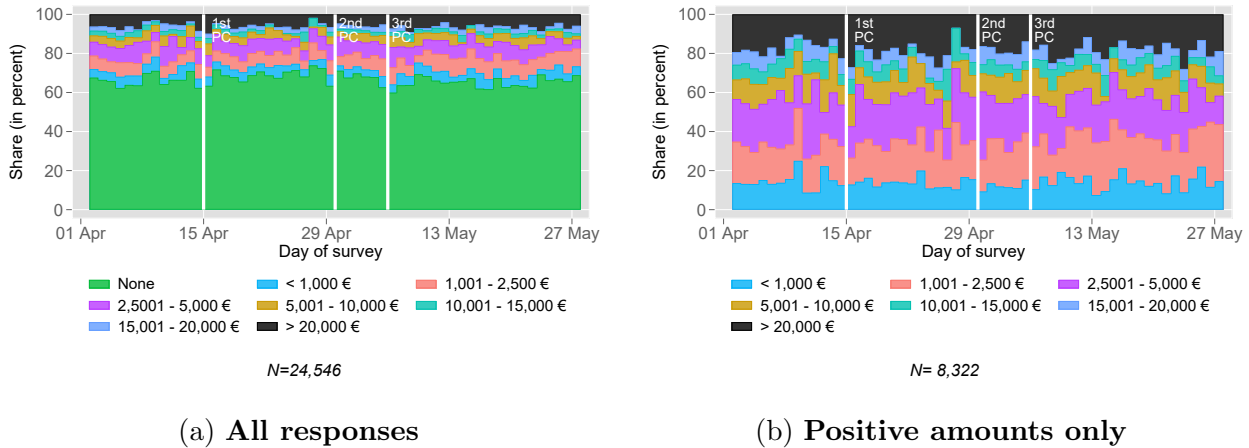 Share (in percent)
100
80
60
40
20
0
1st
PC
2nd
PC
3rd
PC
01 Apr
15 Apr
29 Apr
13 May
27 May
Day of survey
None
< 1,000 €
1,001 - 2,500 €
2,5001 - 5,000 €
5,001 - 10,000 €
10,001 - 15,000 €
15,001 - 20,000 €
> 20,000 €
N=24,546
(a) All responses
Share (in percent)
100
80
60
40
20
0
1st
PC
2nd
PC
3rd
PC
01 Apr
15 Apr
29 Apr
13 May
27 May
Day of survey
< 1,000 €
1,001 - 2,500 €
2,5001 - 5,000 €
5,001 - 10,000 €
10,001 - 15,000 €
15,001 - 20,000 €
> 20,000 €
N= 8,322
(b) Positive amounts only